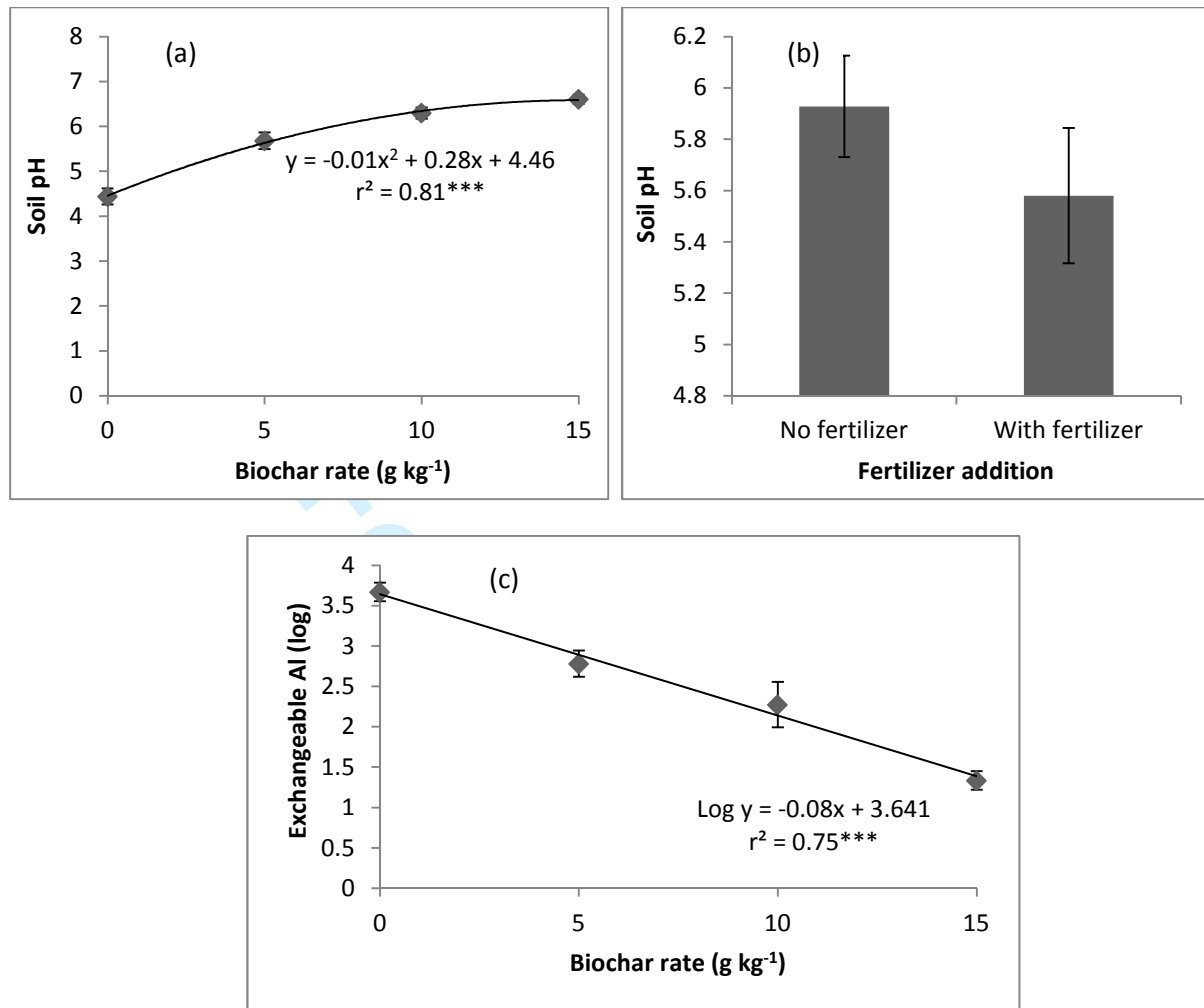 (a)
8
7
6
5
4
3
2
1
0
Soil pH
y = -0.01x² + 0.28x + 4.46
r² = 0.81***
0 5 10 15
Biochar rate (g kg⁻¹)
(b)
6.2
6
5.8
5.6
5.4
5.2
5
4.8
Soil pH
No fertilizer With fertilizer
Fertilizer addition
(c)
4
3.5
3
2.5
2
1.5
1
0.5
0
Exchangeable Al (log)
Log y = -0.08x + 3.641
r² = 0.75***
0 5 10 15
Biochar rate (g kg⁻¹)